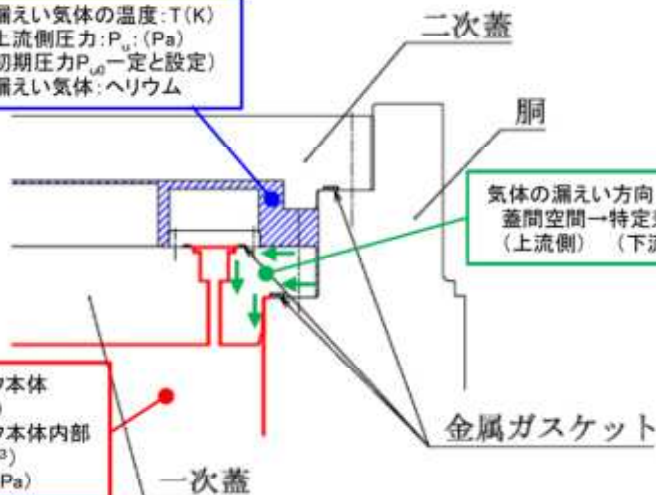 漏えい気体の温度:T(K)
上流側圧力:Pu:(Pa)
初期圧力Pu0一定と設定)
漏えい気体:ヘリウム
二次蓋
胴
気体の漏えい方向
蓋間空間→特定
(上流側) (下流
本体
本体内部
³)
Pa)
一次蓋
金属ガスケット